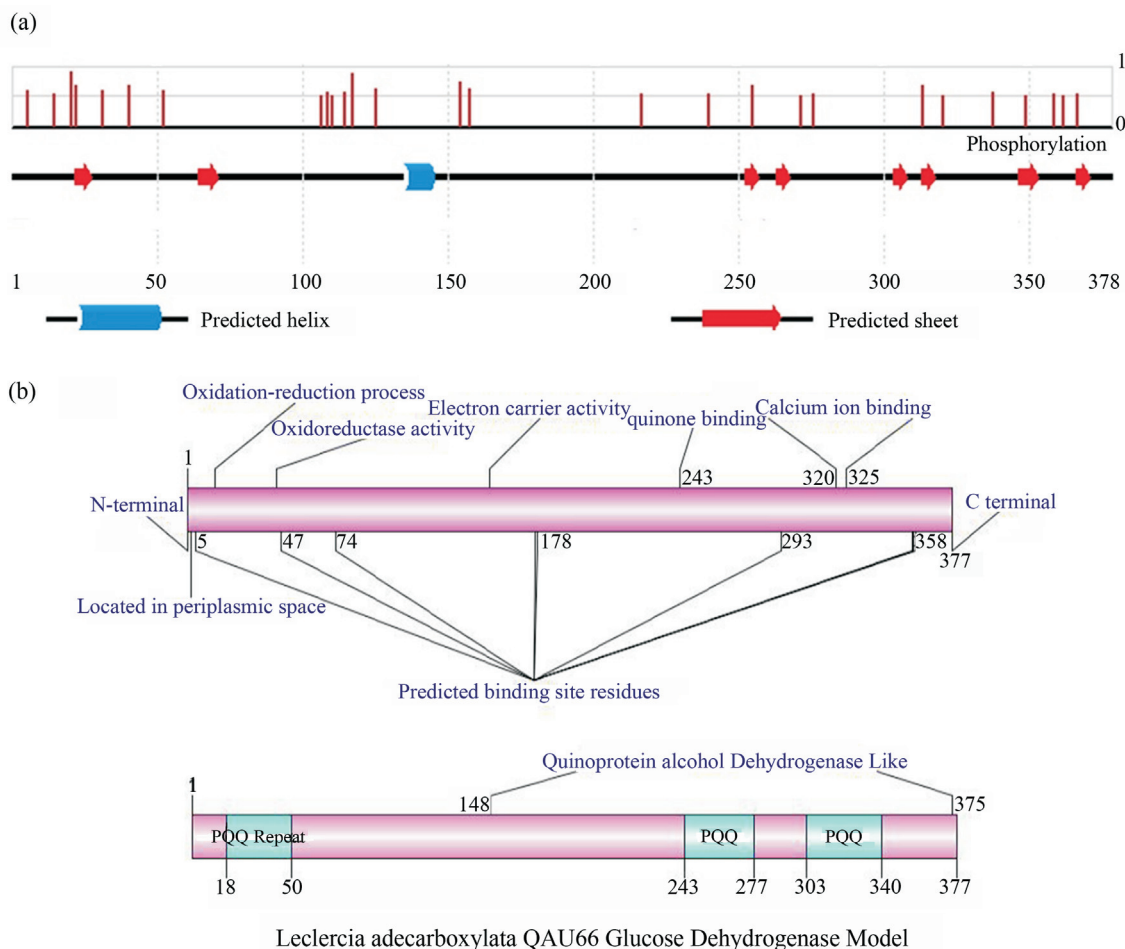 (a)
1
0
Phosphorylation
1 50 100 150 200 250 300 350 378
Predicted helix Predicted sheet
(b)
Oxidation-reduction process
Oxidoreductase activity
Electron carrier activity
quinone binding
Calcium ion binding
1
243 320 325
N-terminal
C terminal
5 47 74 178 293 358
377
Located in periplasmic space
Predicted binding site residues
Quinoprotein alcohol Dehydrogenase Like
1
148 375
PQQ Repeat PQQ PQQ
18 50 243 277 303 340 377
Leclercia adecarboxylata QAU66 Glucose Dehydrogenase Model